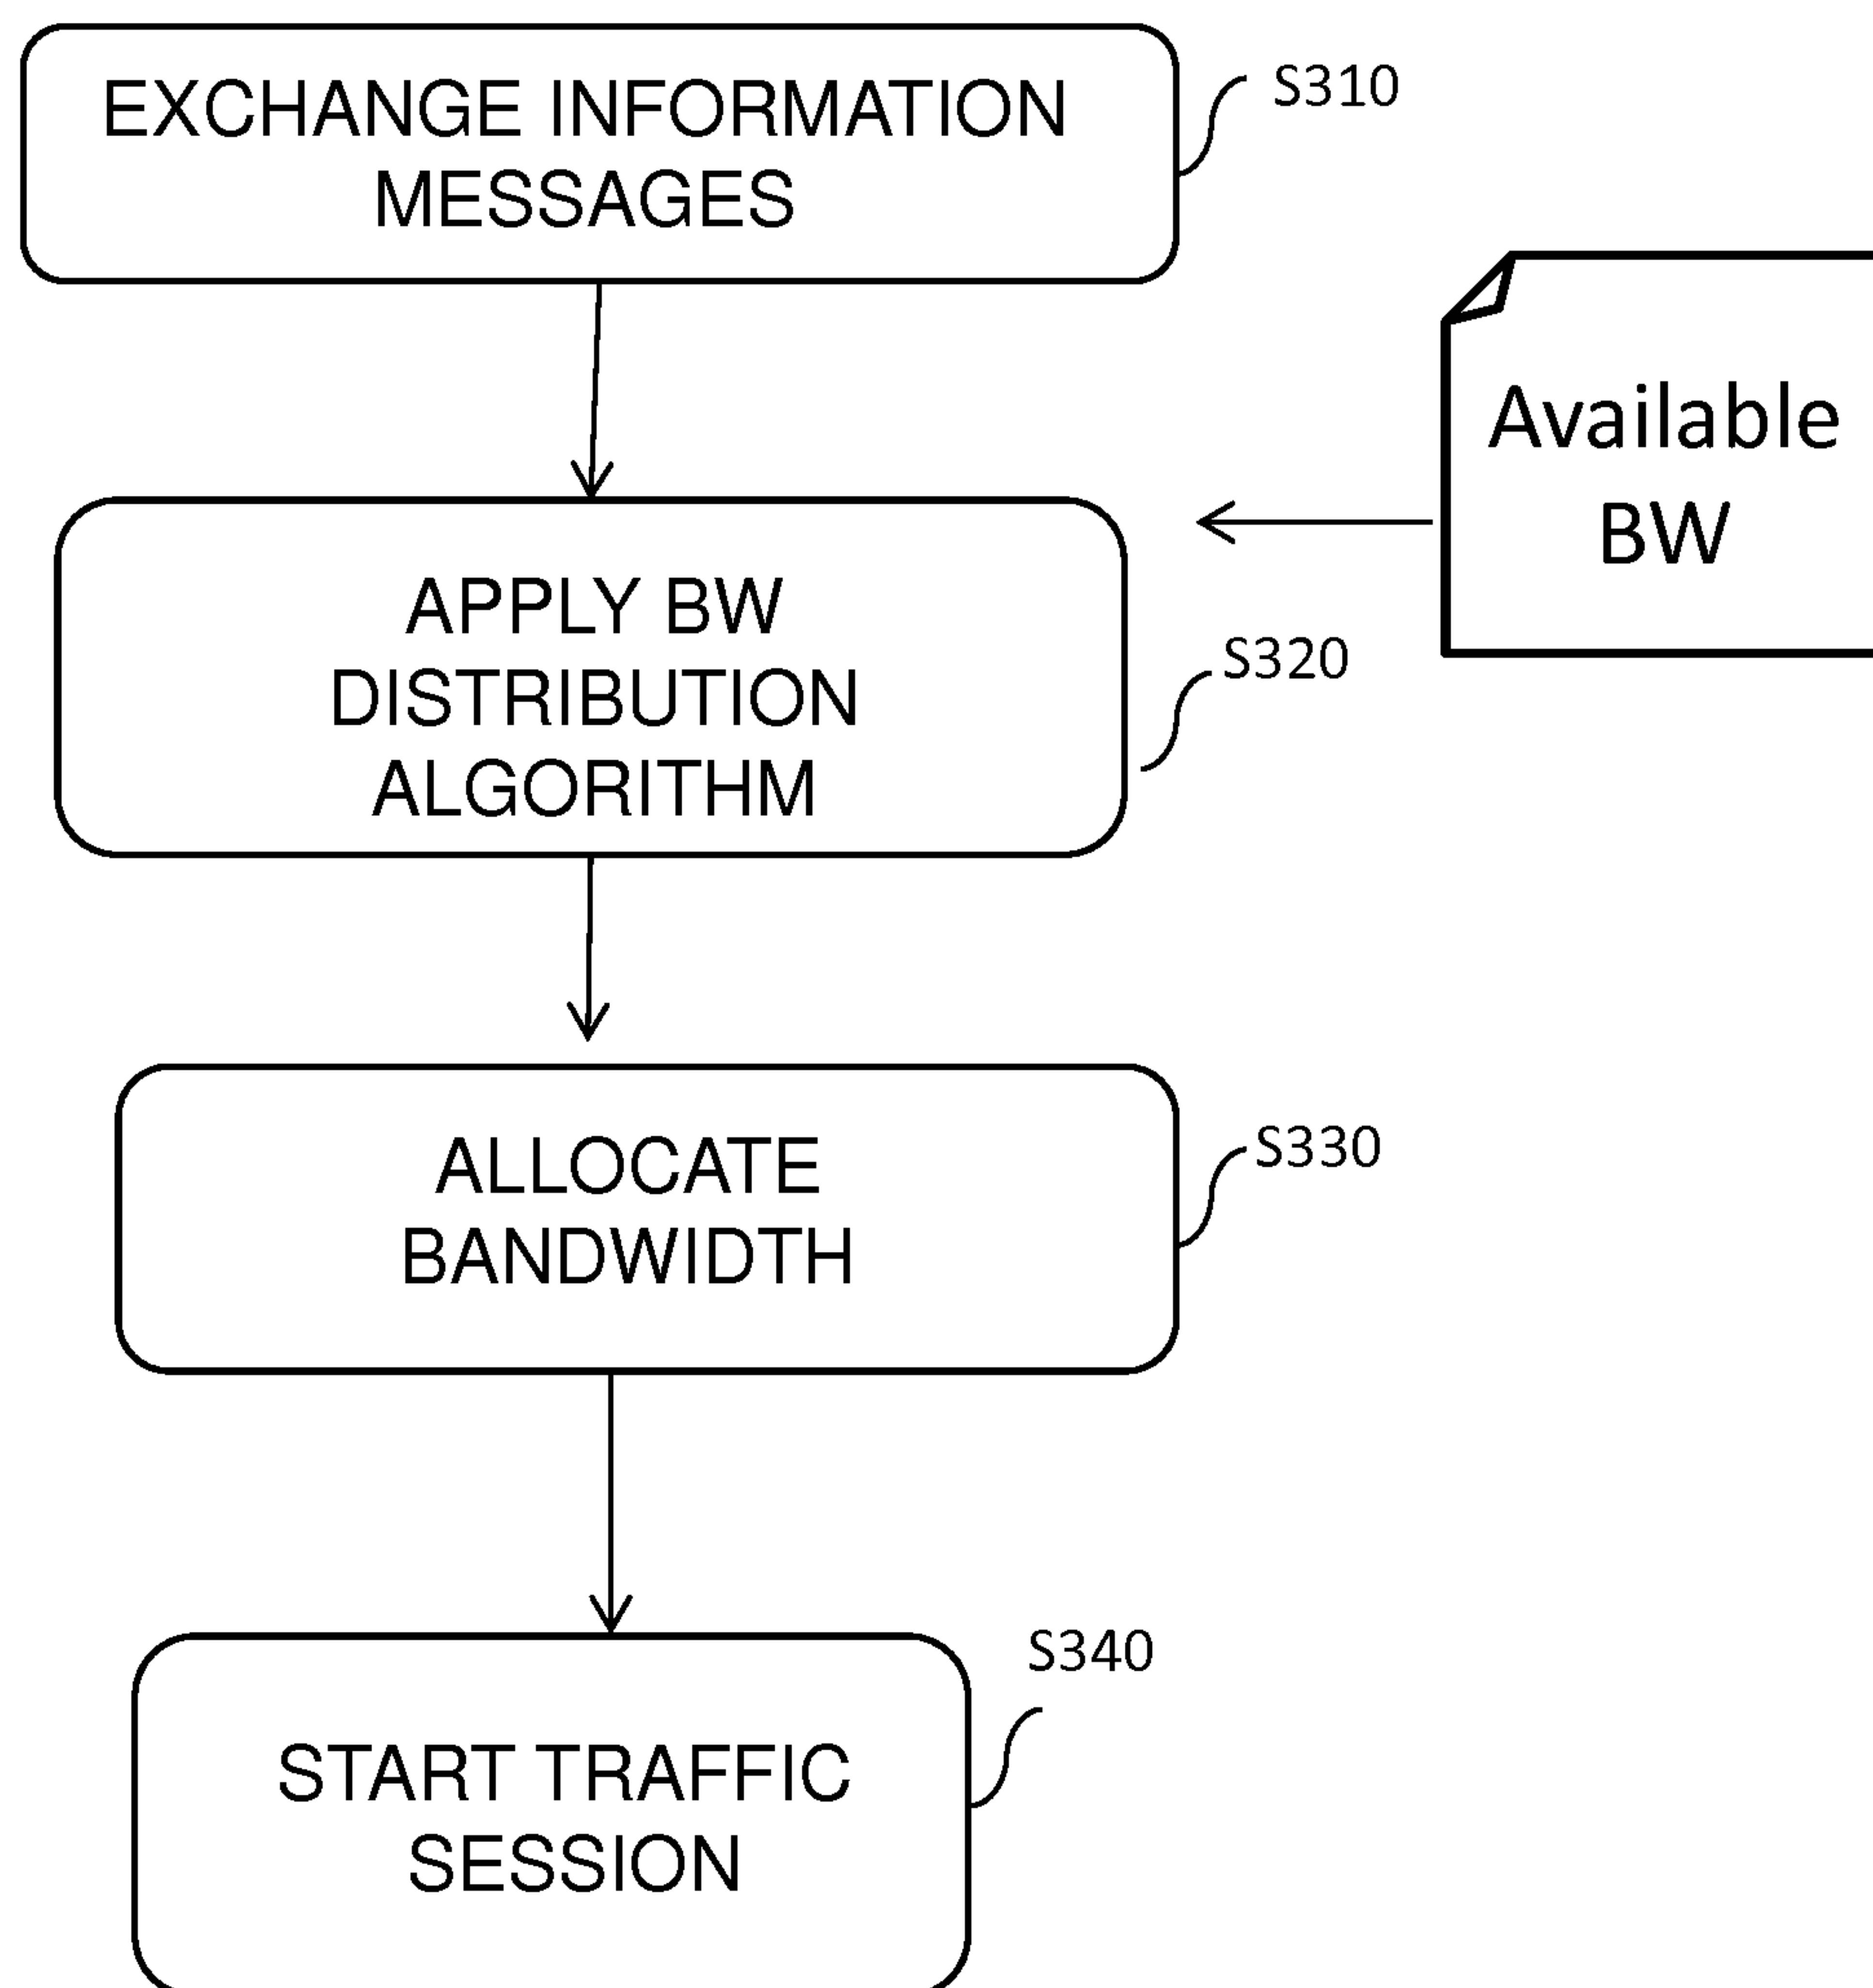 EXCHANGE INFORMATION
MESSAGES
S310
Available
BW
APPLY BW
DISTRIBUTION
ALGORITHM
S320
ALLOCATE
BANDWIDTH
S330
START TRAFFIC
SESSION
S340